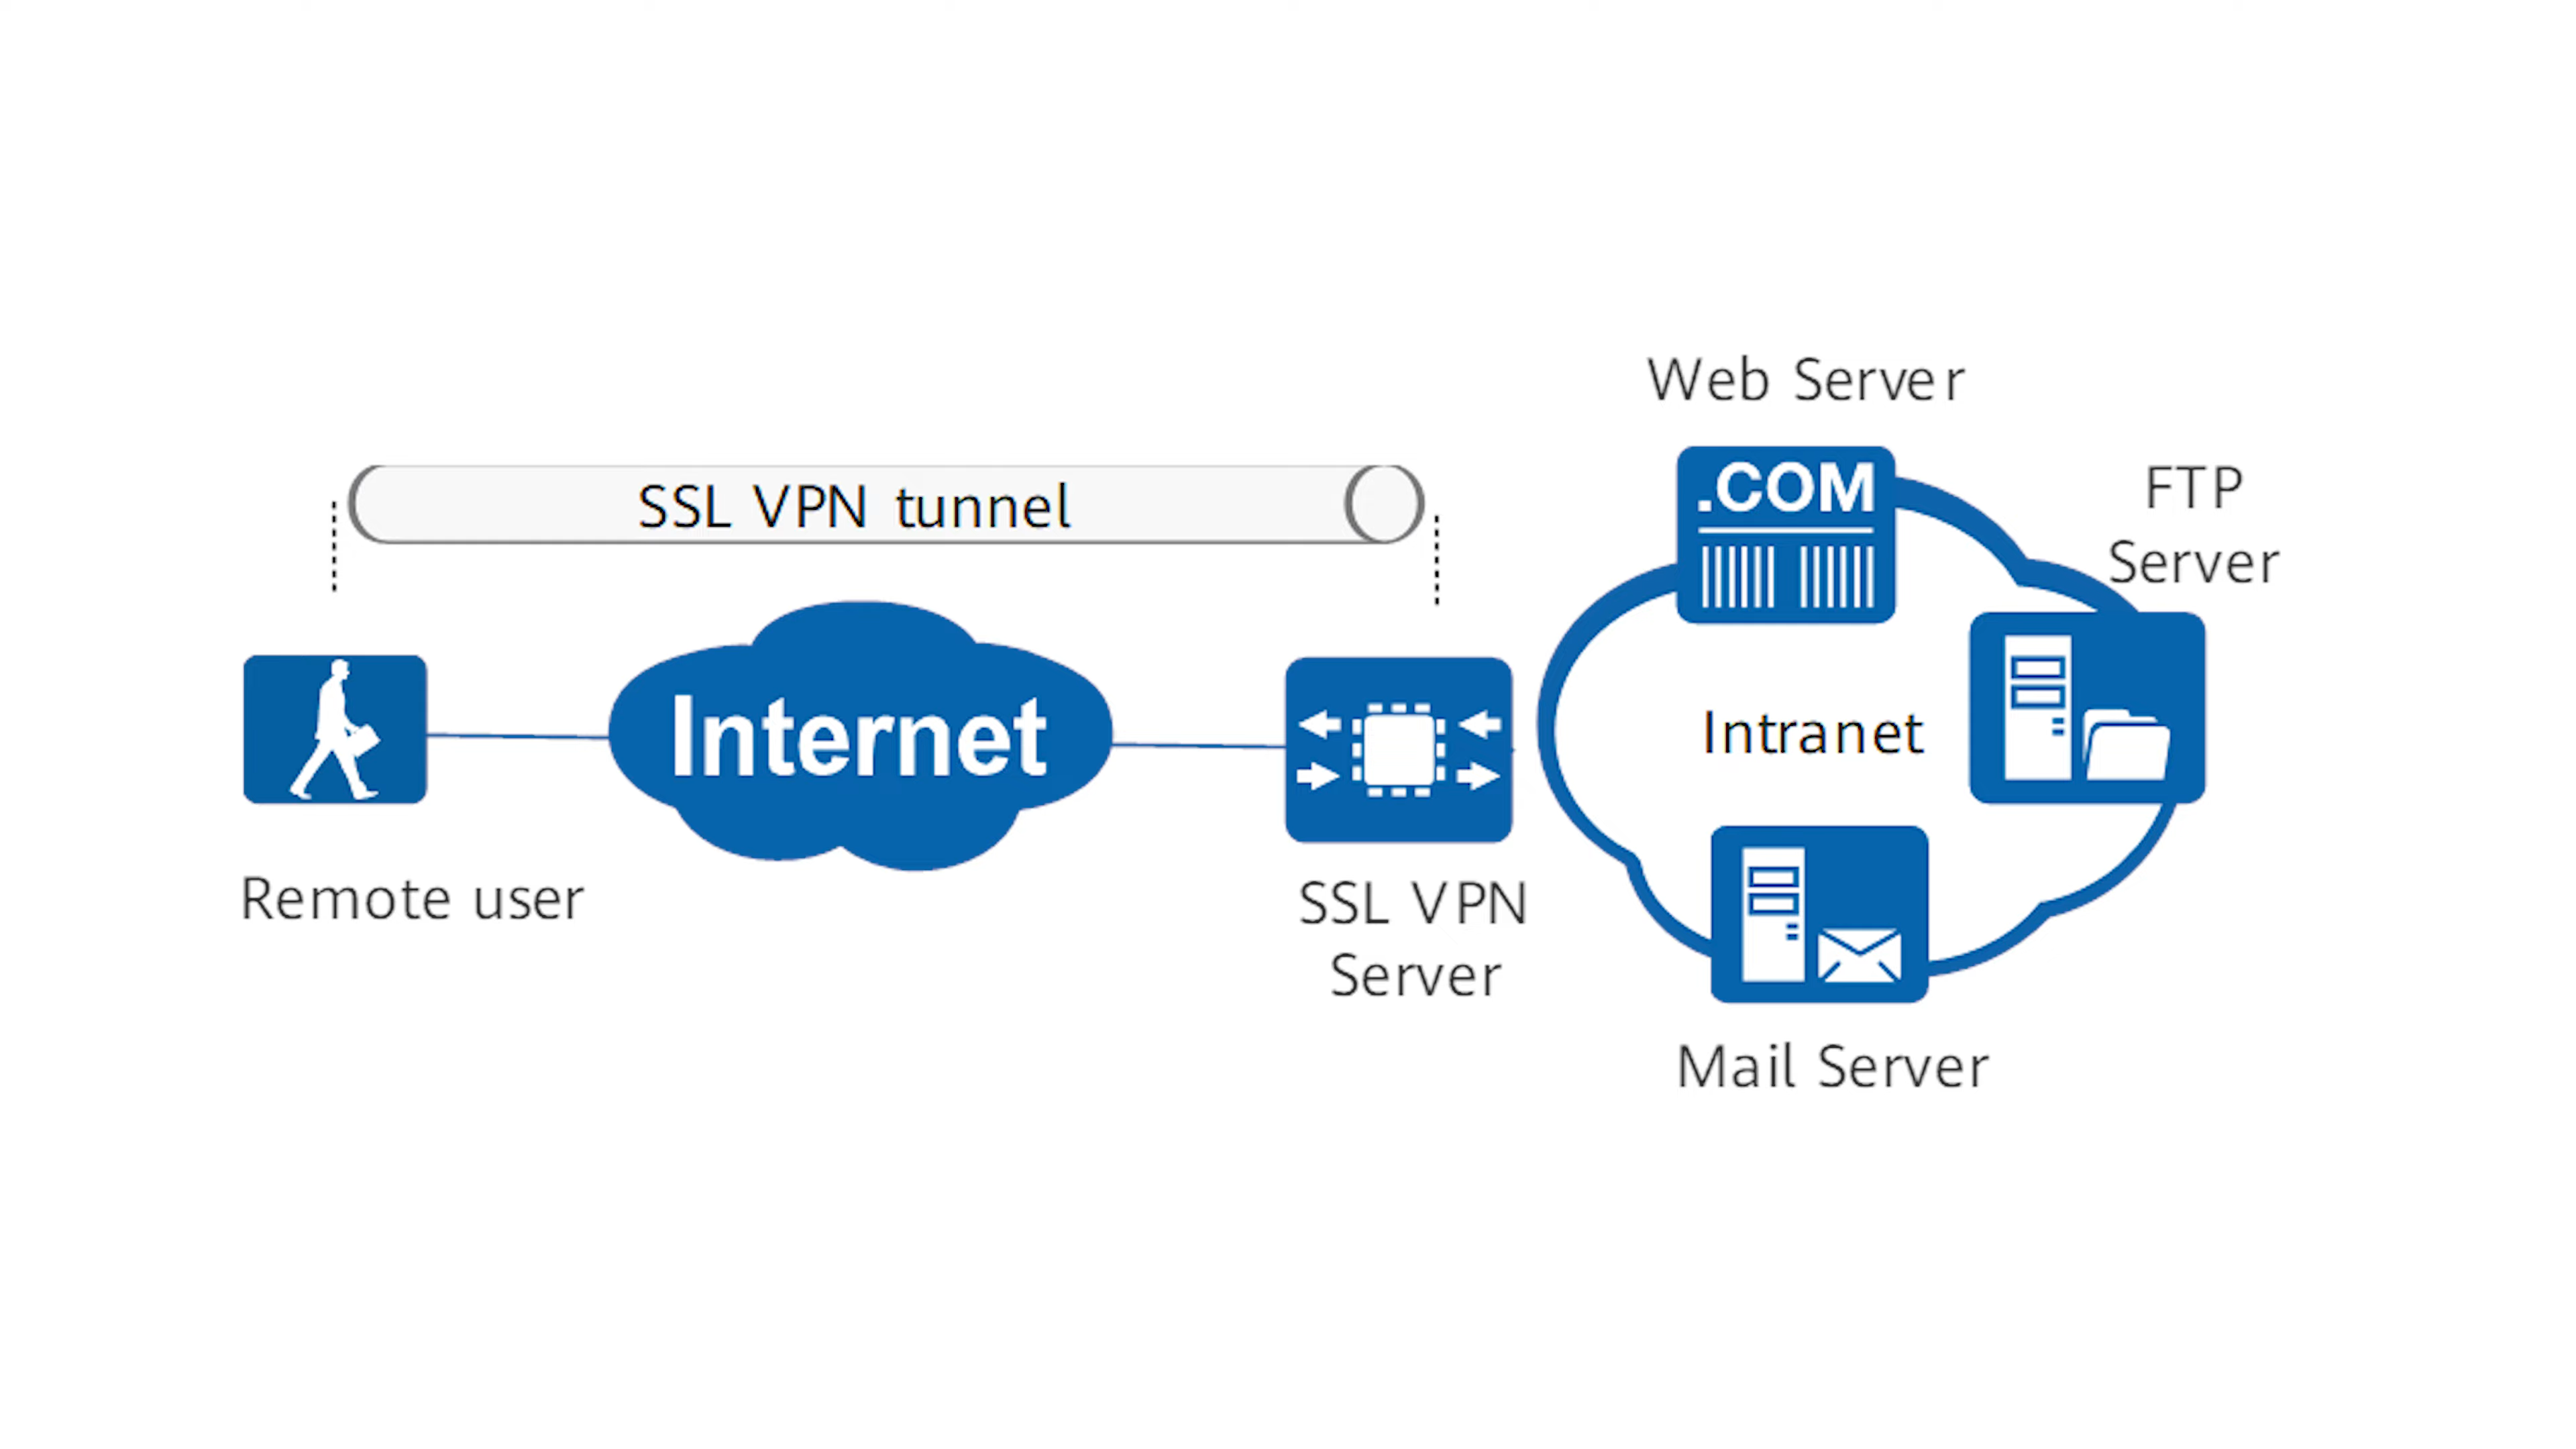 Web Server
.COM
FTP
Server
SSL VPN tunnel
Internet
Intranet
Remote user
SSL VPN
Server
Mail Server